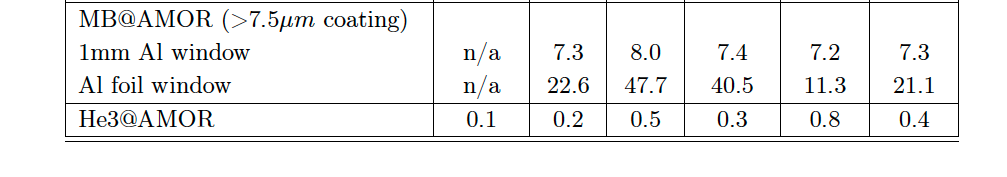 MB@AMOR (>7.5μm coating)
1mm Al window n/a 7.3 8.0 7.4 7.2 7.3
Al foil window n/a 22.6 47.7 40.5 11.3 21.1
He3@AMOR 0.1 0.2 0.5 0.3 0.8 0.4